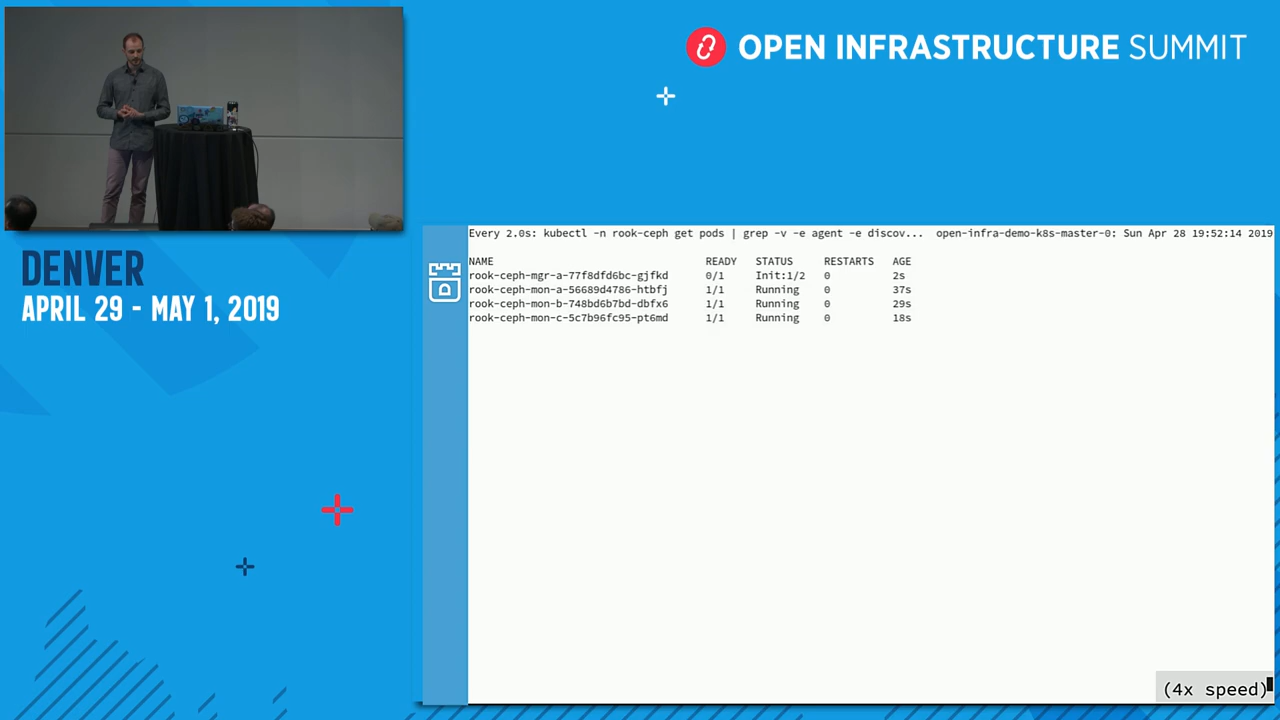 OPEN INFRASTRUCTURE SUMMIT
DENVER
APRIL 29 - MAY 1, 2019
Every 2.0s: kubectl -n rook-ceph get pods | grep -v -e agent -e discov... open-infra-demo-k8s-master-0: Sun Apr 28 19:52:14 2019
NAME READY STATUS RESTARTS AGE
rook-ceph-mgr-a-77f8dfd6bc-gjfkd 0/1 Init:1/2 0 2s
rook-ceph-mon-a-56689d4786-htbfj 1/1 Running 0 37s
rook-ceph-mon-b-748bd6b7bd-dbfx6 1/1 Running 0 29s
rook-ceph-mon-c-5c7b96fc95-pt6md 1/1 Running 0 18s
(4x speed)